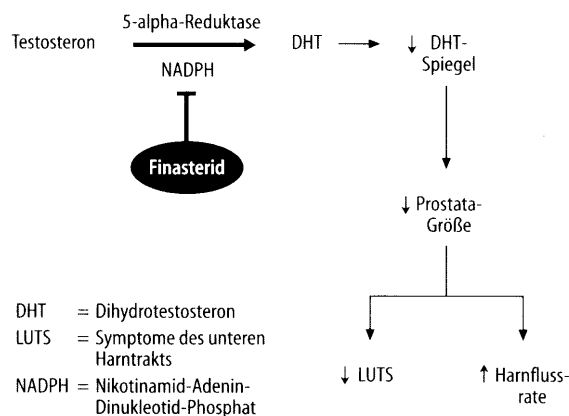 5-alpha-Reduktase
Testosteron
NADPH
DHT
↓ DHT-
Spiegel
Finasterid
↓ Prostata-
Größe
DHT = Dihydrotestosteron
LUTS = Symptome des unteren
Harntrakts
NADPH = Nikotinamid-Adenin-
Dinukleotid-Phosphat
↓ LUTS
↑ Harnfluss-
rate